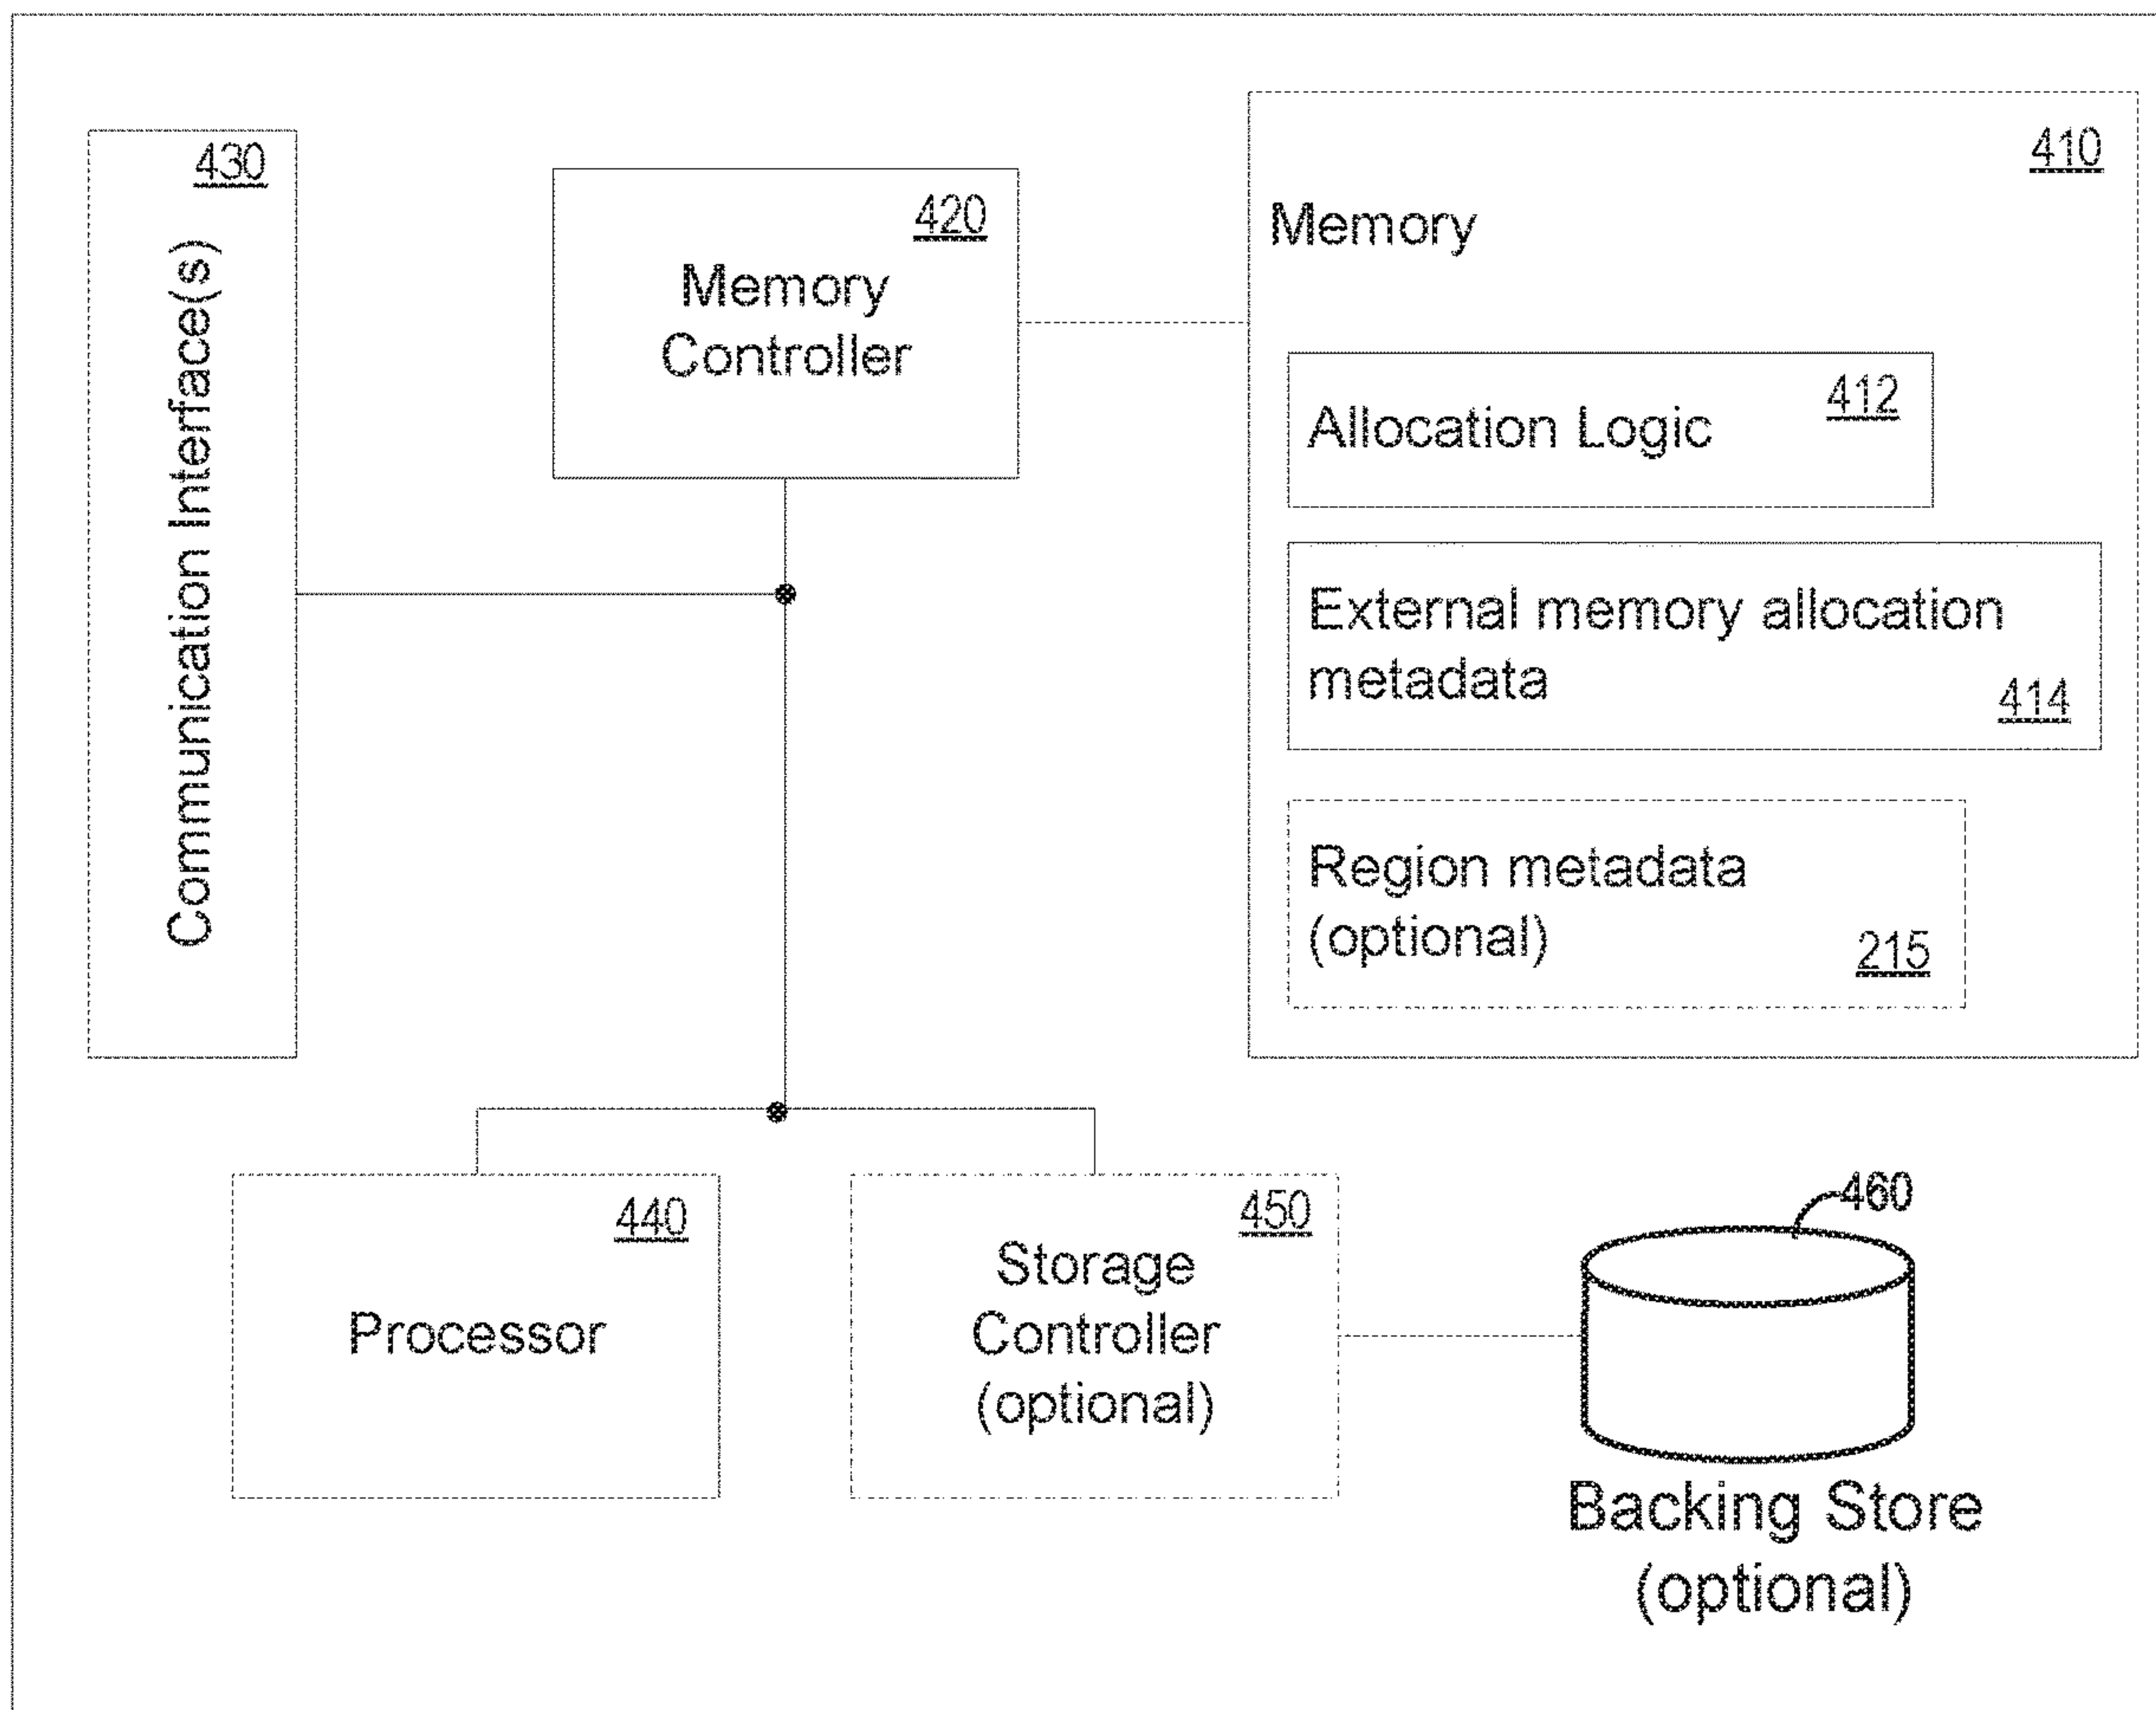 430
Communication Interface(s)
420
Memory
Controller
410
Memory
412
Allocation Logic
External memory allocation
metadata
414
Region metadata
(optional)
215
440
Processor
450
Storage
Controller
(optional)
460
Backing Store
(optional)